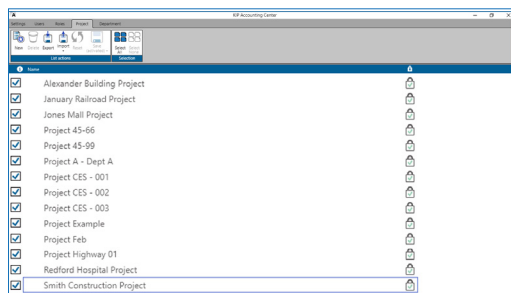 KIP Accounting Center
Settings Users Roles Project Department
New Delete Export Import Reset Save
Select All Select None
List actions Selection
Name
Alexander Building Project
January Railroad Project
Jones Mall Project
Project 45-66
Project 45-99
Project A - Dept A
Project CES - 001
Project CES - 002
Project CES - 003
Project Example
Project Feb
Project Highway 01
Redford Hospital Project
Smith Construction Project